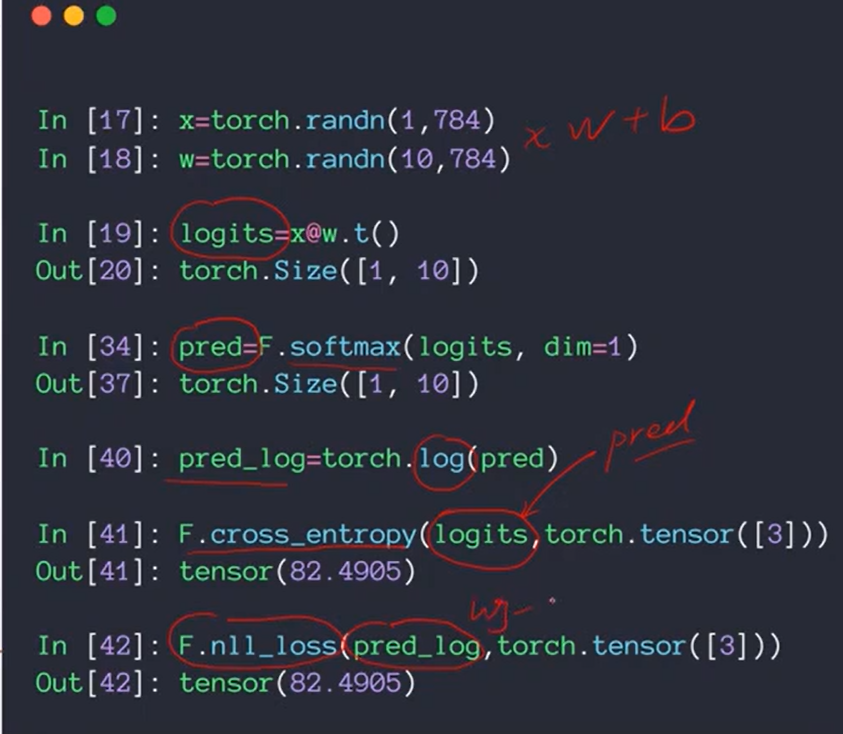 In [17]: x=torch.randn(1,784)
x w + b
In [18]: w=torch.randn(10,784)
In [19]: logits=x@w.t()
Out[20]: torch.Size([1, 10])
In [34]: pred=F.softmax(logits, dim=1)
Out[37]: torch.Size([1, 10])
pred
In [40]: pred_log=torch.log(pred)
In [41]: F.cross_entropy(logits,torch.tensor([3]))
Out[41]: tensor(82.4905)
In [42]: F.nll_loss(pred_log,torch.tensor([3]))
Out[42]: tensor(82.4905)